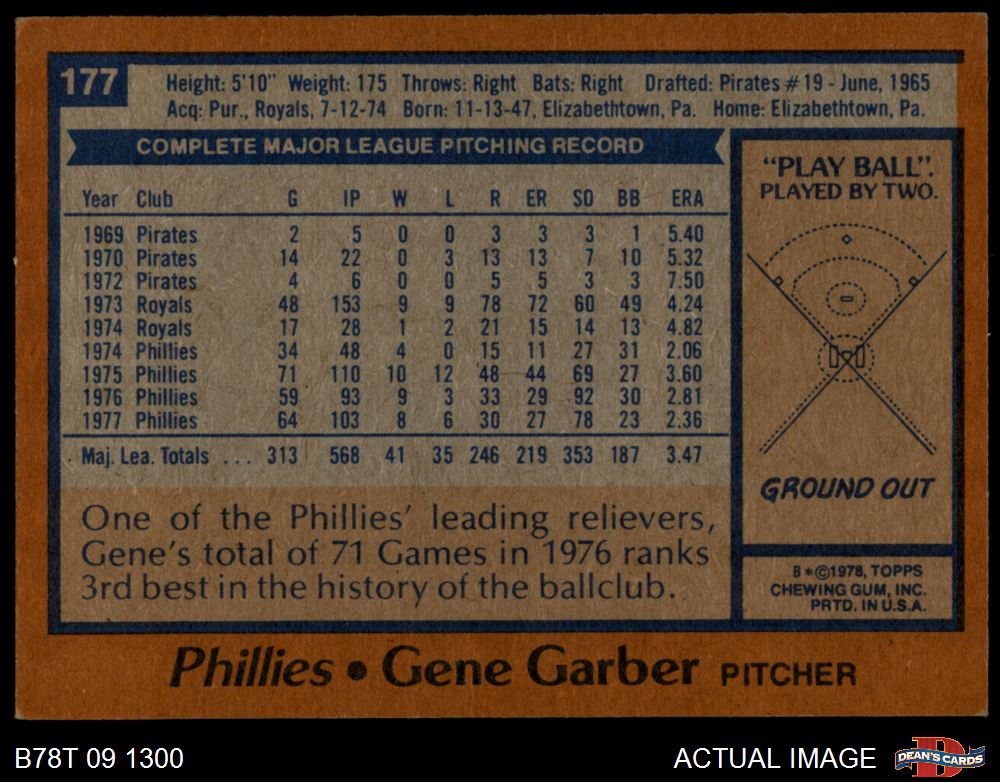 177
Height: 5'10" Weight: 175 Throws: Right Bats: Right Drafted: Pirates #19 - June, 1965
Acq: Pur., Royals, 7-12-74 Born: 11-13-47, Elizabethtown, Pa. Home: Elizabethtown, Pa.
COMPLETE MAJOR LEAGUE PITCHING RECORD
Year Club G IP W L R ER SO BB ERA
1969 Pirates 2 5 0 0 3 3 3 1 5.40
1970 Pirates 14 22 0 3 13 13 7 10 5.32
1972 Pirates 4 6 0 0 5 5 3 3 7.50
1973 Royals 48 153 9 9 78 72 60 49 4.24
1974 Royals 17 28 1 2 21 15 14 13 4.82
1974 Phillies 34 48 4 0 15 11 27 31 2.06
1975 Phillies 71 110 10 12 48 44 69 27 3.60
1976 Phillies 59 93 9 3 33 29 92 30 2.81
1977 Phillies 64 103 8 6 30 27 78 23 2.36
Maj. Lea. Totals ... 313 568 41 35 246 219 353 187 3.47
One of the Phillies' leading relievers,
Gene's total of 71 Games in 1976 ranks
3rd best in the history of the ballclub.
"PLAY BALL".
PLAYED BY TWO.
GROUND OUT
B*©1978, TOPPS
CHEWING GUM, INC.
PRTD. IN U.S.A.
Phillies • Gene Garber PITCHER
B78T 09 1300
ACTUAL IMAGE
D
DEAN'S CARDS